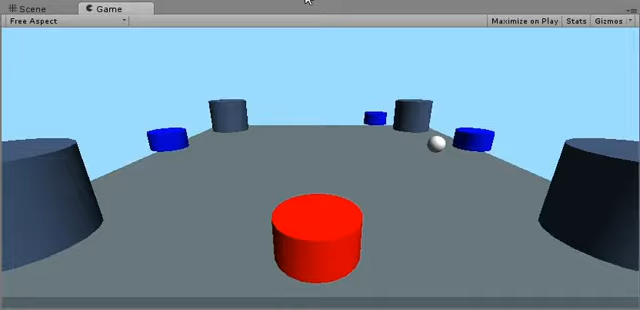 Scene
Game
Free Aspect
Maximize on Play
Stats
Gizmos